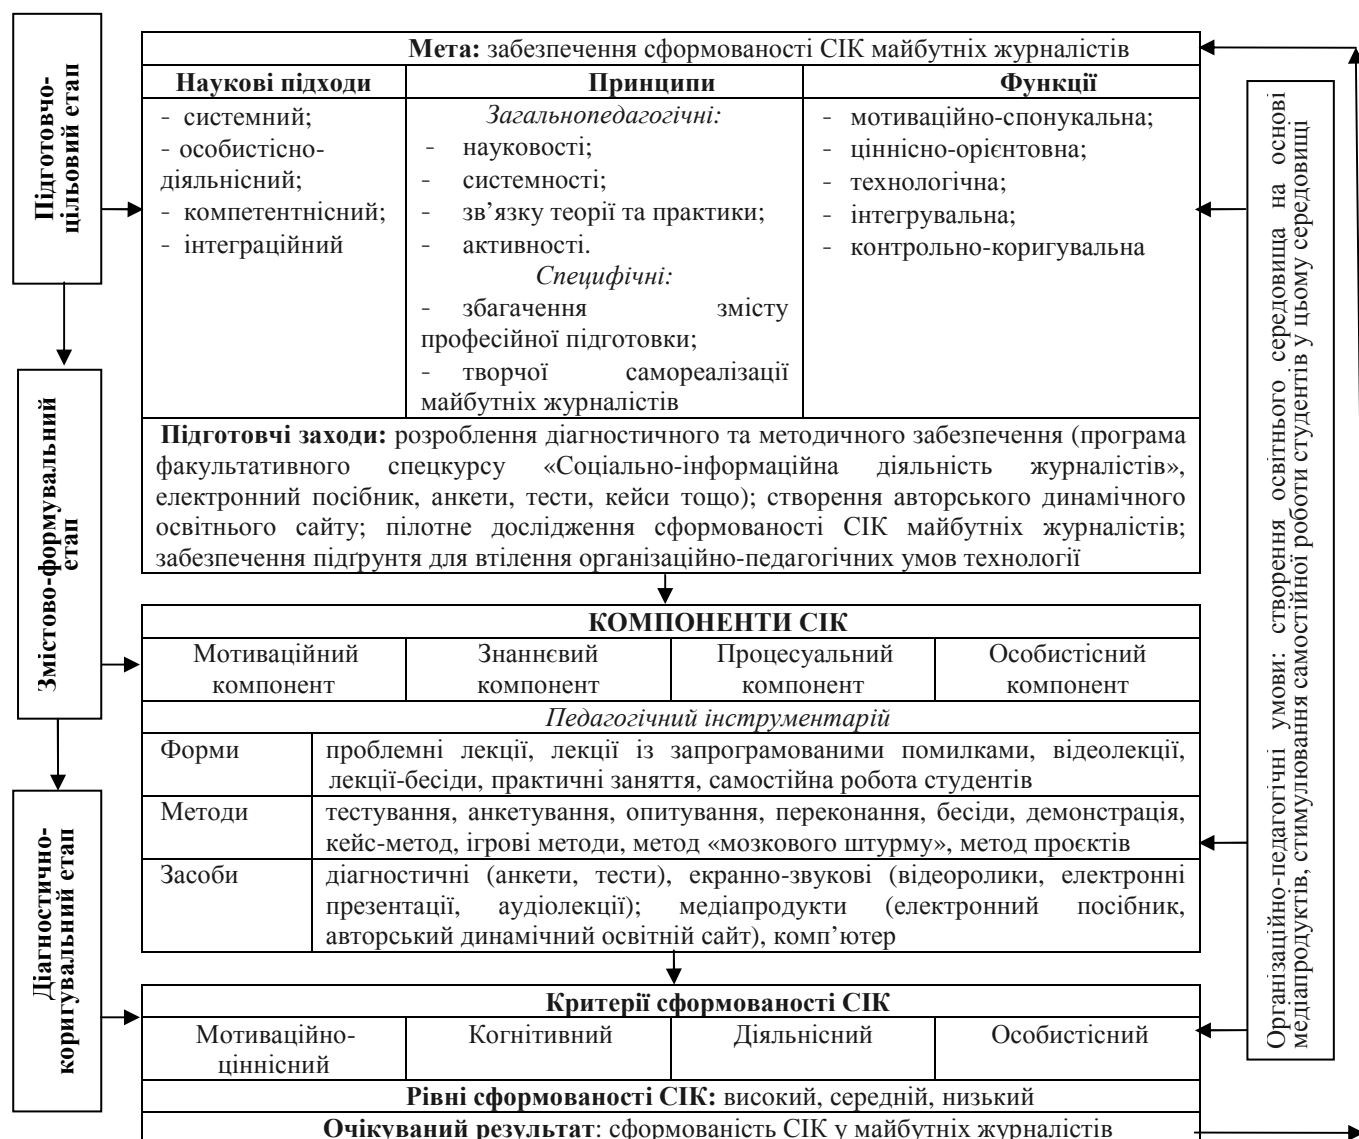 Підготовчо-
цільовий етап
Мета: забезпечення сформованості СІК майбутніх журналістів
Наукові підходи
- системний;
- особистісно-
діяльнісний;
- компетентнісний;
- інтеграційний
Принципи
Загальнопедагогічні:
- науковості;
- системності;
- зв’язку теорії та практики;
- активності.
Специфічні:
- збагачення змісту
професійної підготовки;
- творчої самореалізації
майбутніх журналістів
Функції
- мотиваційно-спонукальна;
- ціннісно-орієнтовна;
- технологічна;
- інтегрувальна;
- контрольно-коригувальна
Підготовчі заходи: розроблення діагностичного та методичного забезпечення (програма
факультативного спецкурсу «Соціально-інформаційна діяльність журналістів»,
електронний посібник, анкети, тести, кейси тощо); створення авторського динамічного
освітнього сайту; пілотне дослідження сформованості СІК майбутніх журналістів;
забезпечення підґрунтя для втілення організаційно-педагогічних умов технології
Змістово-формувальний
етап
КОМПОНЕНТИ СІК
Мотиваційний
компонент
Знаннєвий
компонент
Процесуальний
компонент
Особистісний
компонент
Педагогічний інструментарій
Форми
проблемні лекції, лекції із запрограмованими помилками, відеолекції,
лекції-бесіди, практичні заняття, самостійна робота студентів
Методи
тестування, анкетування, опитування, переконання, бесіди, демонстрація,
кейс-метод, ігрові методи, метод «мозкового штурму», метод проєктів
Засоби
діагностичні (анкети, тести), екранно-звукові (відеоролики, електронні
презентації, аудіолекції); медіапродукти (електронний посібник,
авторський динамічний освітній сайт), комп’ютер
Діагностично-
коригувальний етап
Критерії сформованості СІК
Мотиваційно-
ціннісний
Когнітивний
Діяльнісний
Особистісний
Рівні сформованості СІК: високий, середній, низький
Очікуваний результат: сформованість СІК у майбутніх журналістів
Організаційно-педагогічні умови: створення освітнього середовища на основі
медіапродуктів, стимулювання самостійної роботи студентів у цьому середовищі